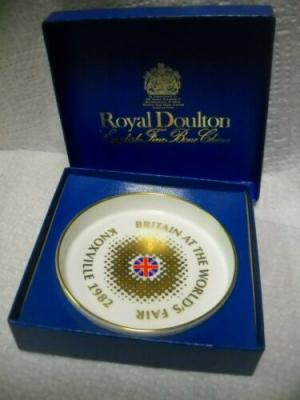 Royal Doulton
English Fine Bone China
BRITAIN AT THE WORLD'S FAIR
KNOXVILLE 1982